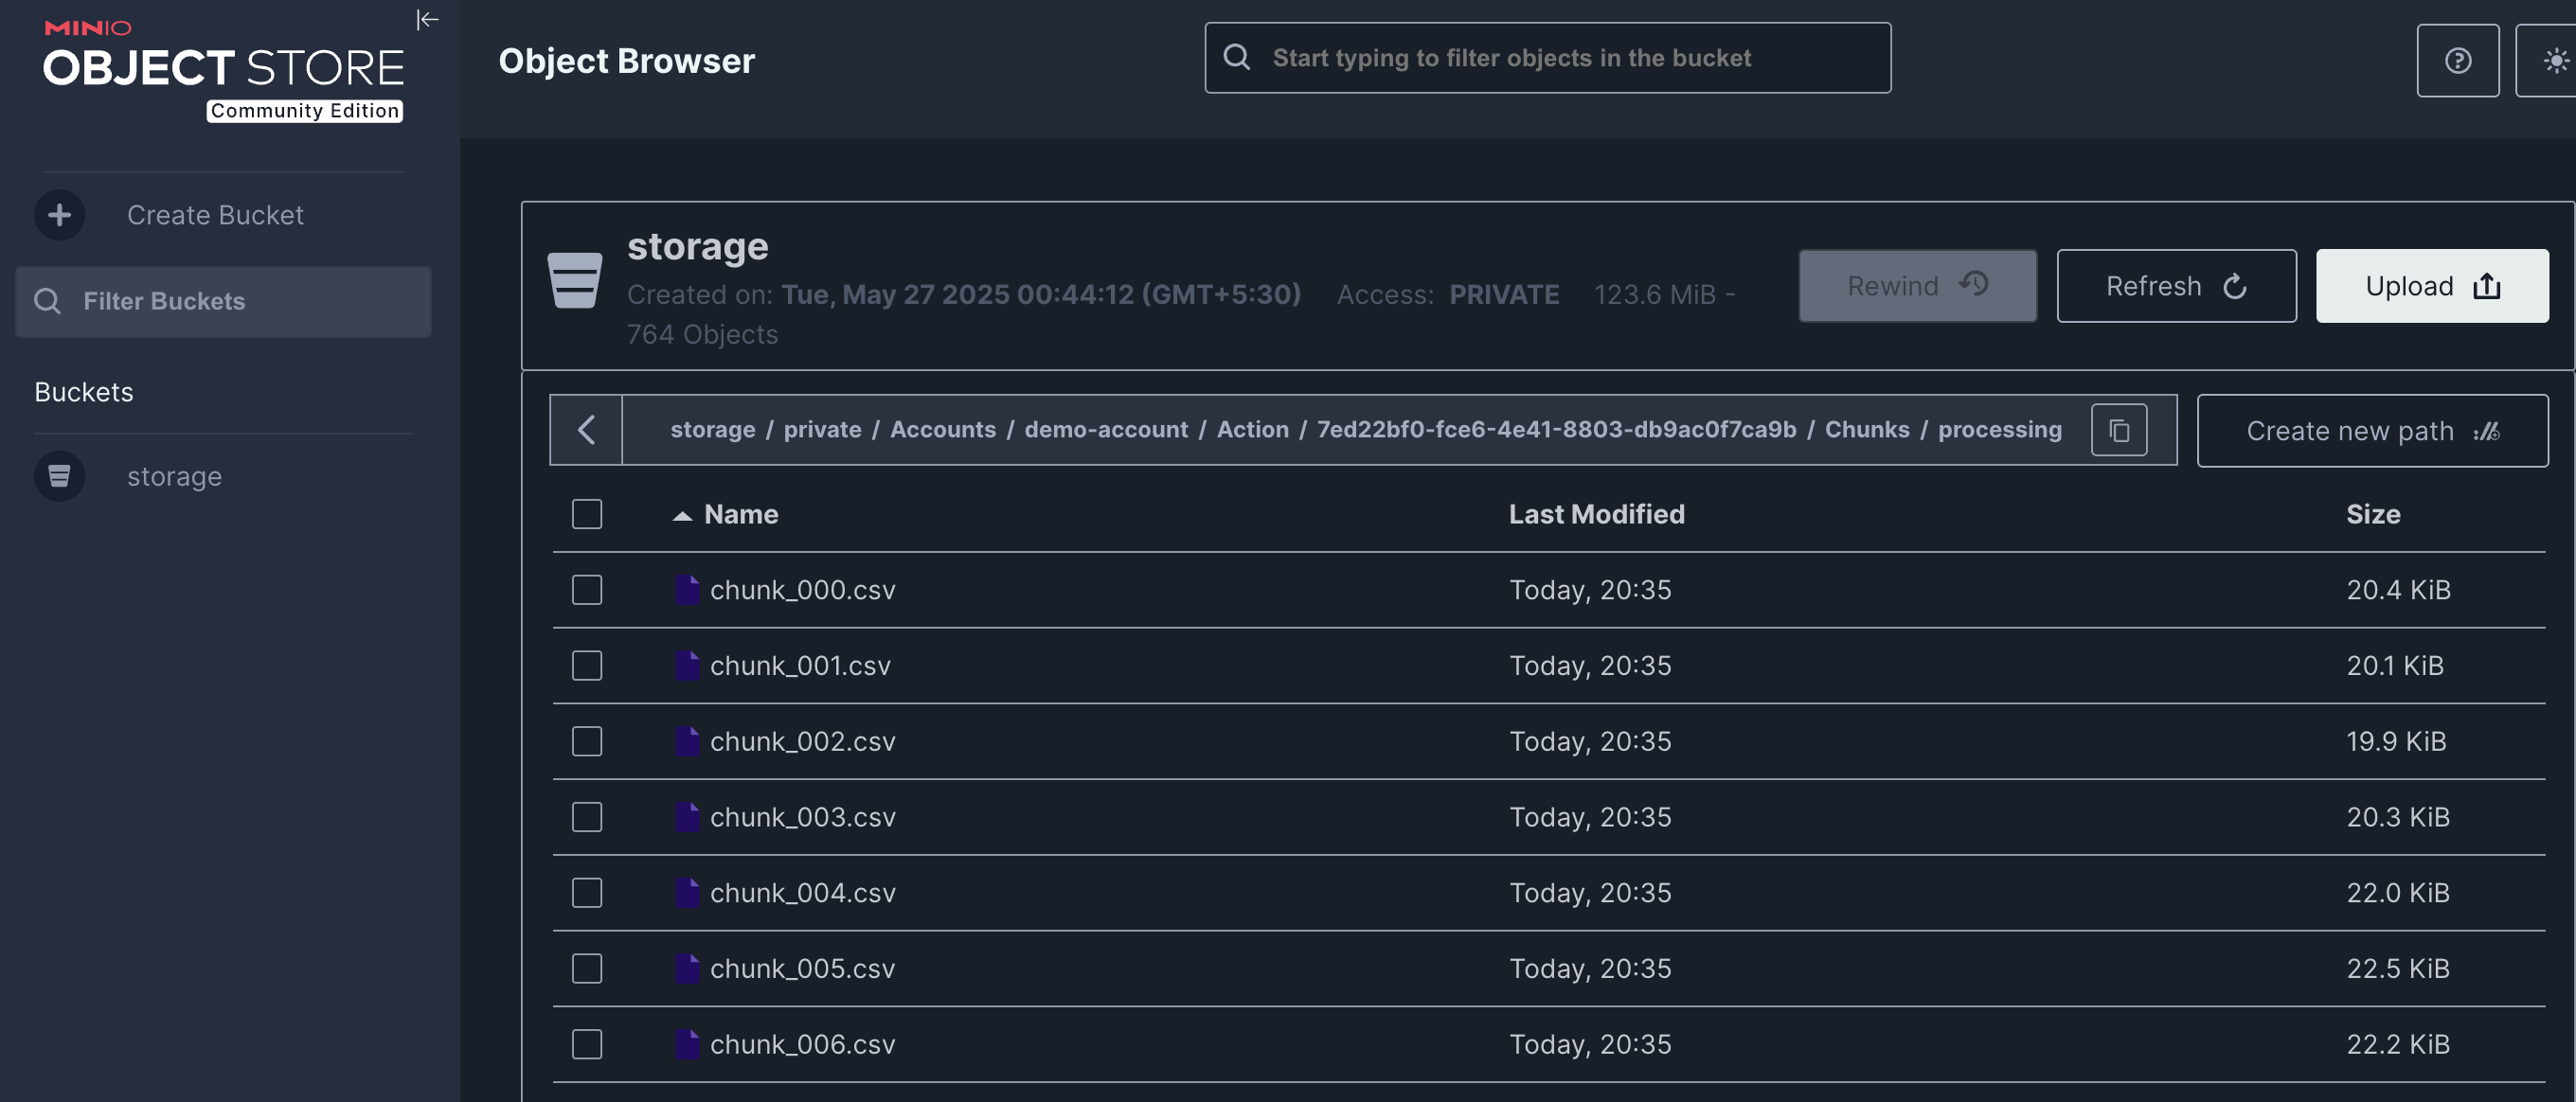 MINIO
OBJECT STORE
Community Edition
Create Bucket
Filter Buckets
Buckets
storage
Object Browser
Start typing to filter objects in the bucket
storage
Created on: Tue, May 27 2025 00:44:12 (GMT+5:30) Access: PRIVATE 123.6 MiB -
764 Objects
Rewind
Refresh
Upload
storage / private / Accounts / demo-account / Action / 7ed22bf0-fce6-4e41-8803-db9ac0f7ca9b / Chunks / processing
Create new path
Name Last Modified Size
chunk_000.csv Today, 20:35 20.4 KiB
chunk_001.csv Today, 20:35 20.1 KiB
chunk_002.csv Today, 20:35 19.9 KiB
chunk_003.csv Today, 20:35 20.3 KiB
chunk_004.csv Today, 20:35 22.0 KiB
chunk_005.csv Today, 20:35 22.5 KiB
chunk_006.csv Today, 20:35 22.2 KiB